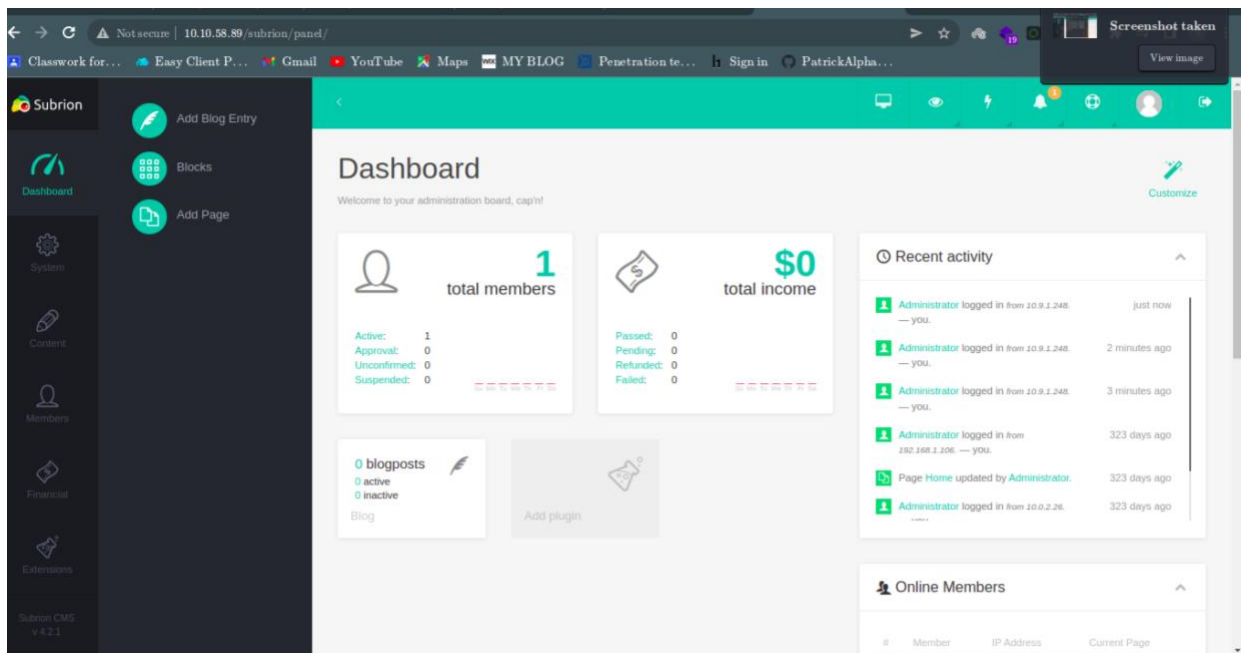 Screenshot taken
View image
Not secure | 10.10.58.89/subrion/panel/
19
Classwork for... Easy Client P... Gmail YouTube Maps MY BLOG Penetration te... Sign in PatrickAlpha...
Subrion
Dashboard
System
Content
Members
Financial
Extensions
Subrion CMS
v 4.2.1
Add Blog Entry
Blocks
Add Page
1
Dashboard
Welcome to your administration board, cap'n!
Customize
1
total members
Active: 1
Approval: 0
Unconfirmed: 0
Suspended: 0
$0
total income
Passed: 0
Pending: 0
Refunded: 0
Failed: 0
0 blogposts
0 active
0 inactive
Blog
Add plugin
Recent activity
Administrator logged in from 10.9.1.248. just now
— you.
Administrator logged in from 10.9.1.248. 2 minutes ago
— you.
Administrator logged in from 10.9.1.248. 3 minutes ago
— you.
Administrator logged in from 323 days ago
192.168.1.106. — you.
Page Home updated by Administrator. 323 days ago
Administrator logged in from 10.0.2.26. 323 days ago
Online Members
# Member IP Address Current Page